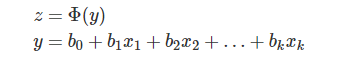 z = Φ(y)
y = b₀ + b₁x₁ + b₂x₂ + … + bₖxₖ